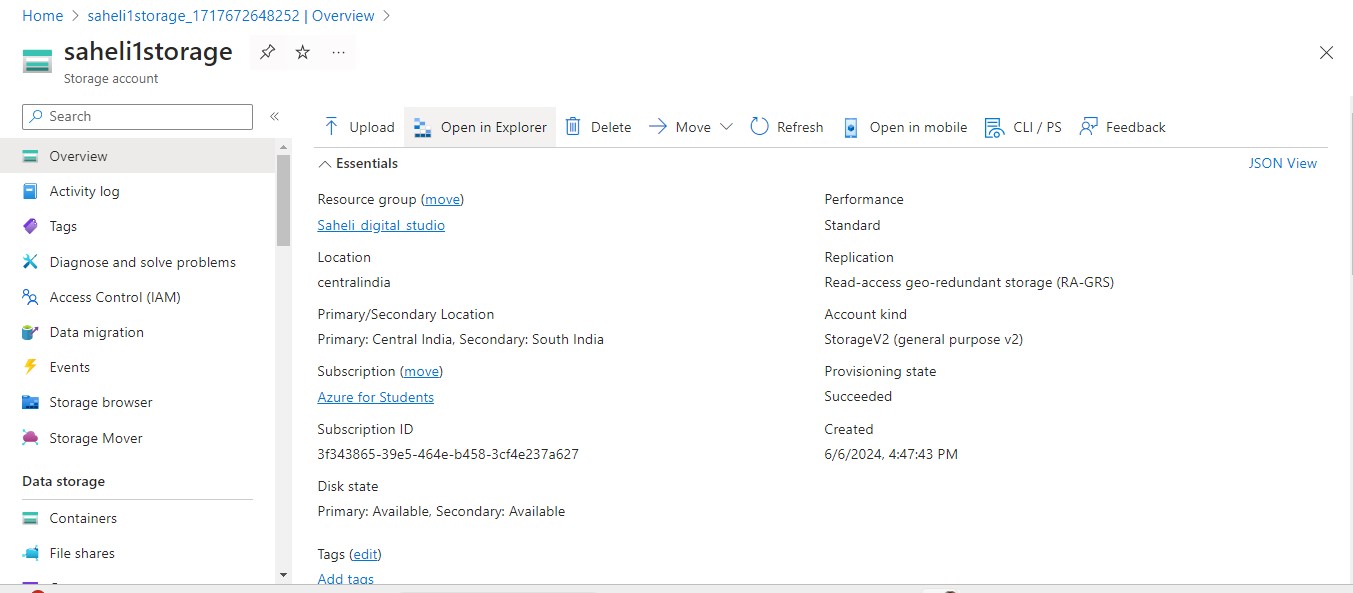 Home > saheli1storage_1717672648252 | Overview >
saheli1storage
...
Storage account
Search
«
Overview
Activity log
Tags
Diagnose and solve problems
Access Control (IAM)
Data migration
Events
Storage browser
Storage Mover
Data storage
Containers
File shares
Upload Open in Explorer Delete Move Refresh Open in mobile CLI / PS Feedback
Essentials
JSON View
Resource group (move)
Saheli_digital_studio
Location
centralindia
Primary/Secondary Location
Primary: Central India, Secondary: South India
Subscription (move)
Azure for Students
Subscription ID
3f343865-39e5-464e-b458-3cf4e237a627
Disk state
Primary: Available, Secondary: Available
Tags (edit)
Add tags
Performance
Standard
Replication
Read-access geo-redundant storage (RA-GRS)
Account kind
StorageV2 (general purpose v2)
Provisioning state
Succeeded
Created
6/6/2024, 4:47:43 PM